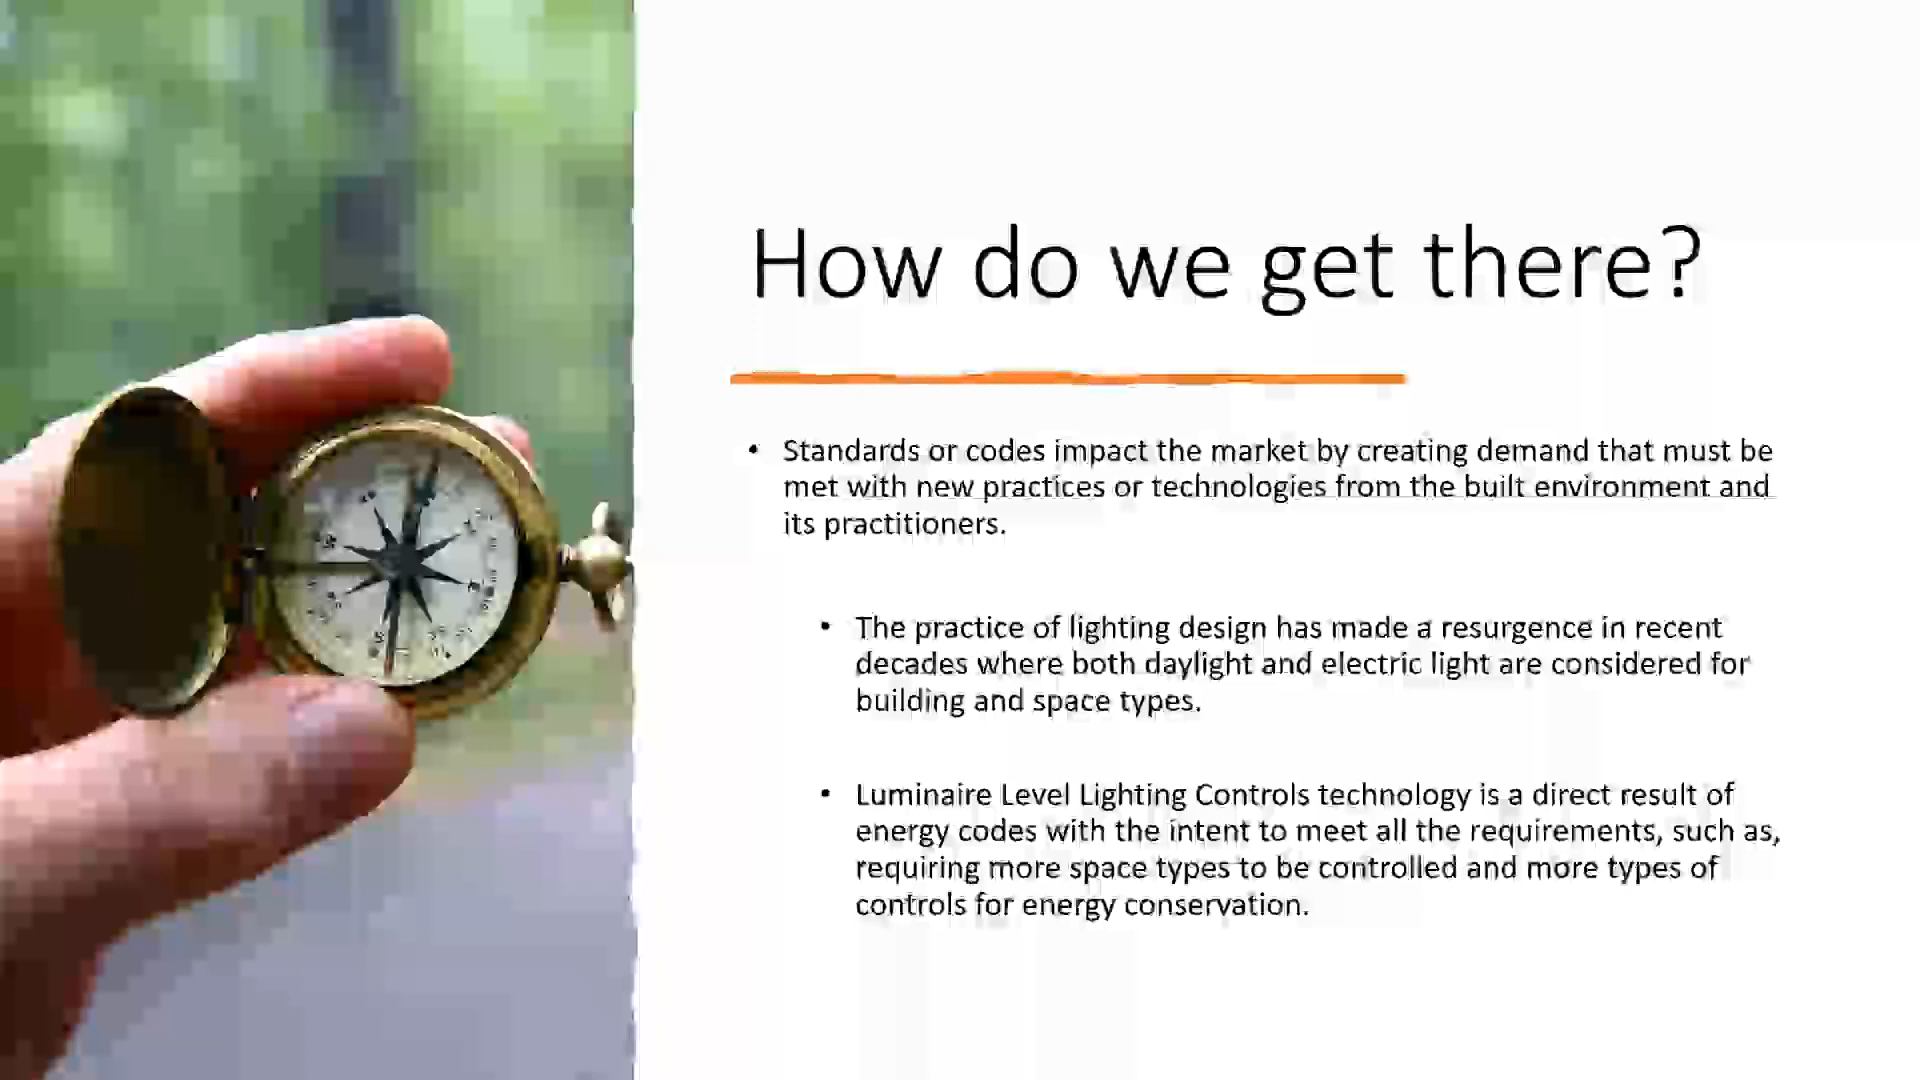 How do we get there?
• Standards or codes impact the market by creating demand that must be
met with new practices or technologies from the built environment and
its practitioners.
• The practice of lighting design has made a resurgence in recent
decades where both daylight and electric light are considered for
building and space types.
• Luminaire Level Lighting Controls technology is a direct result of
energy codes with the intent to meet all the requirements, such as,
requiring more space types to be controlled and more types of
controls for energy conservation.